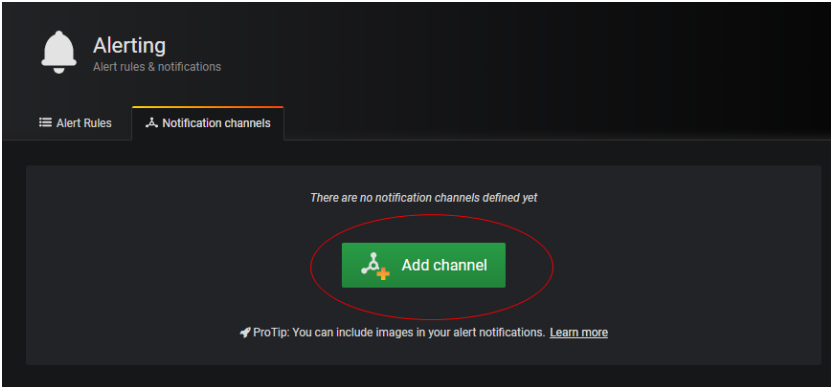 Alerting
Alert rules & notifications
Alert Rules
Notification channels
There are no notification channels defined yet
Add channel
ProTip: You can include images in your alert notifications. Learn more